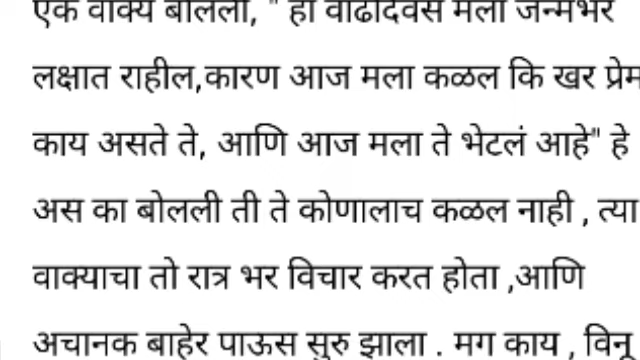 एक वाक्य बोलली, " हा वाढदिवस मला जन्मभर
लक्षात राहील,कारण आज मला कळल कि खर प्रेम
काय असते ते, आणि आज मला ते भेटलं आहे" हे
अस का बोलली ती ते कोणालाच कळल नाही , त्या
वाक्याचा तो रात्र भर विचार करत होता ,आणि
अचानक बाहेर पाऊस सुरु झाला . मग काय , विनू